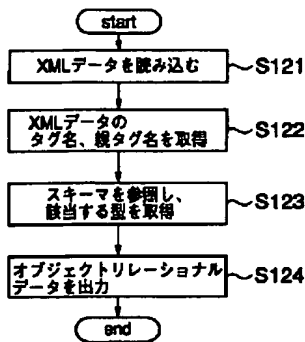 start
XMLデータを読み込む
S121
XMLデータの
タグ名、親タグ名を取得
S122
スキーマを参照し、
該当する型を取得
S123
オブジェクトリレーショナル
データを出力
S124
end